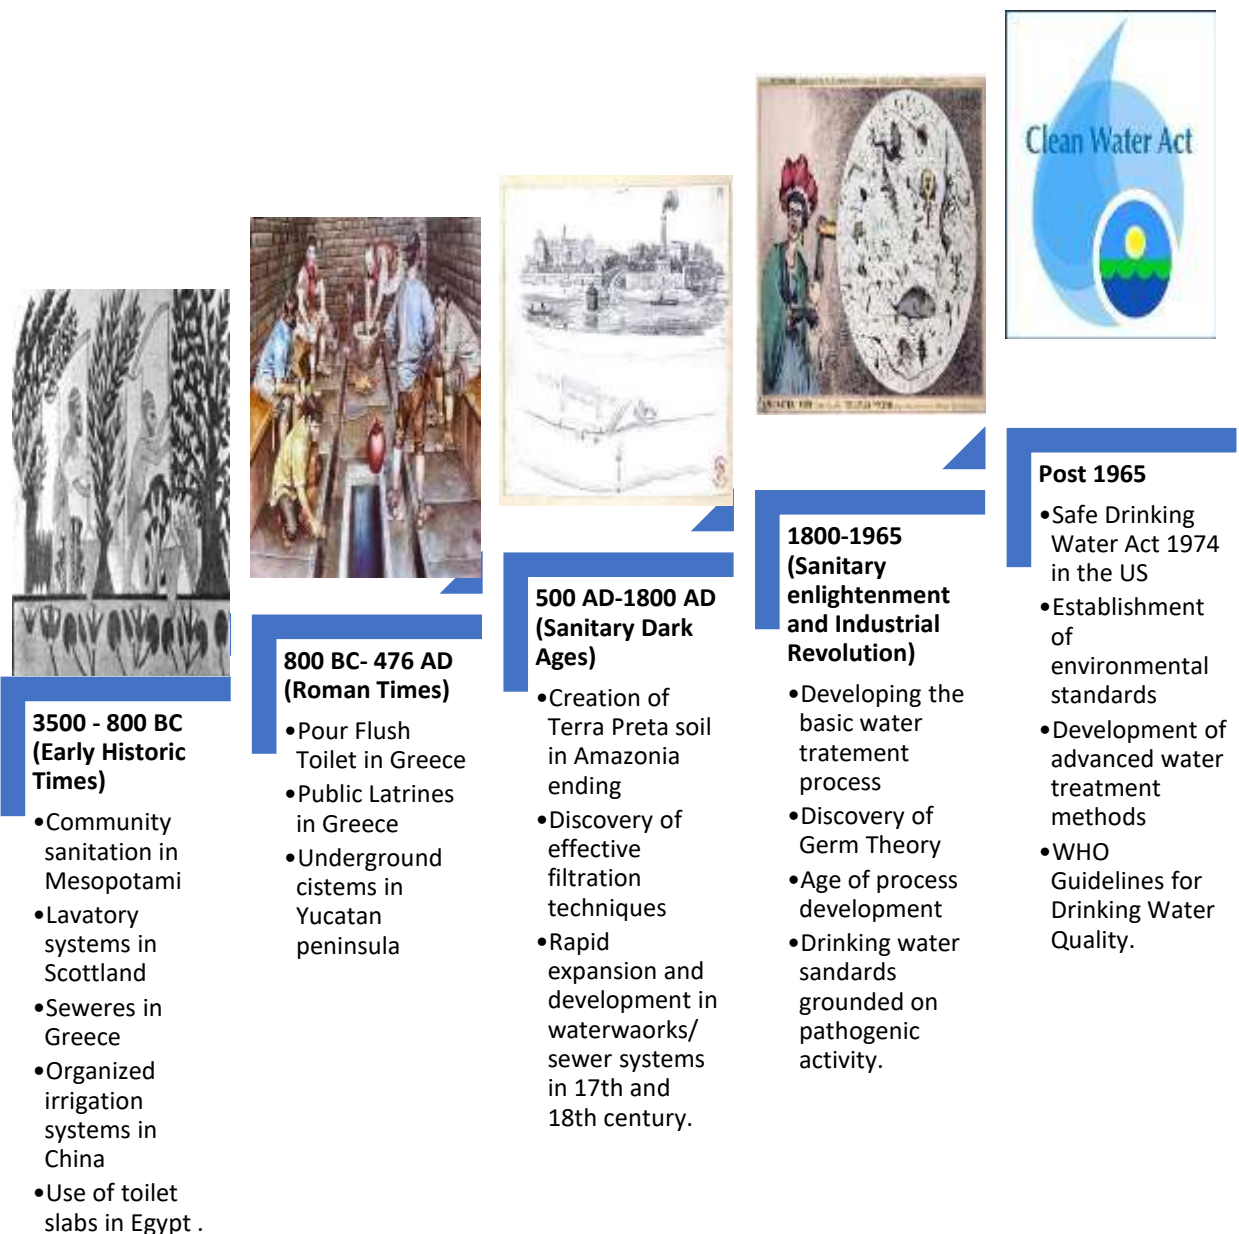 Clean Water Act
3500 - 800 BC
(Early Historic
Times)
•Community
sanitation in
Mesopotami
•Lavatory
systems in
Scottland
•Seweres in
Greece
•Organized
irrigation
systems in
China
•Use of toilet
slabs in Egypt .
800 BC- 476 AD
(Roman Times)
•Pour Flush
Toilet in Greece
•Public Latrines
in Greece
•Underground
cistems in
Yucatan
peninsula
500 AD-1800 AD
(Sanitary Dark
Ages)
•Creation of
Terra Preta soil
in Amazonia
ending
•Discovery of
effective
filtration
techniques
•Rapid
expansion and
development in
waterwaorks/
sewer systems
in 17th and
18th century.
1800-1965
(Sanitary
enlightenment
and Industrial
Revolution)
•Developing the
basic water
tratement
process
•Discovery of
Germ Theory
•Age of process
development
•Drinking water
sandards
grounded on
pathogenic
activity.
Post 1965
•Safe Drinking
Water Act 1974
in the US
•Establishment
of
environmental
standards
•Development of
advanced water
treatment
methods
•WHO
Guidelines for
Drinking Water
Quality.